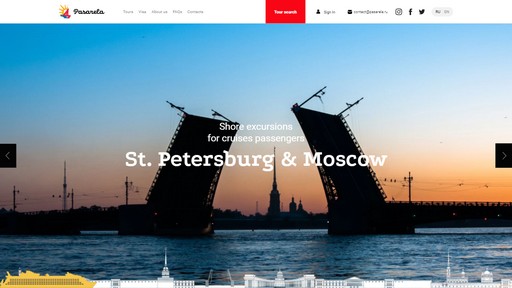 Pasarela
Tours Visa About us FAQs Contacts
Tour search
Sign in
contact@pasarela.ru
RU EN
Shore excursions
for cruises passengers
St. Petersburg & Moscow